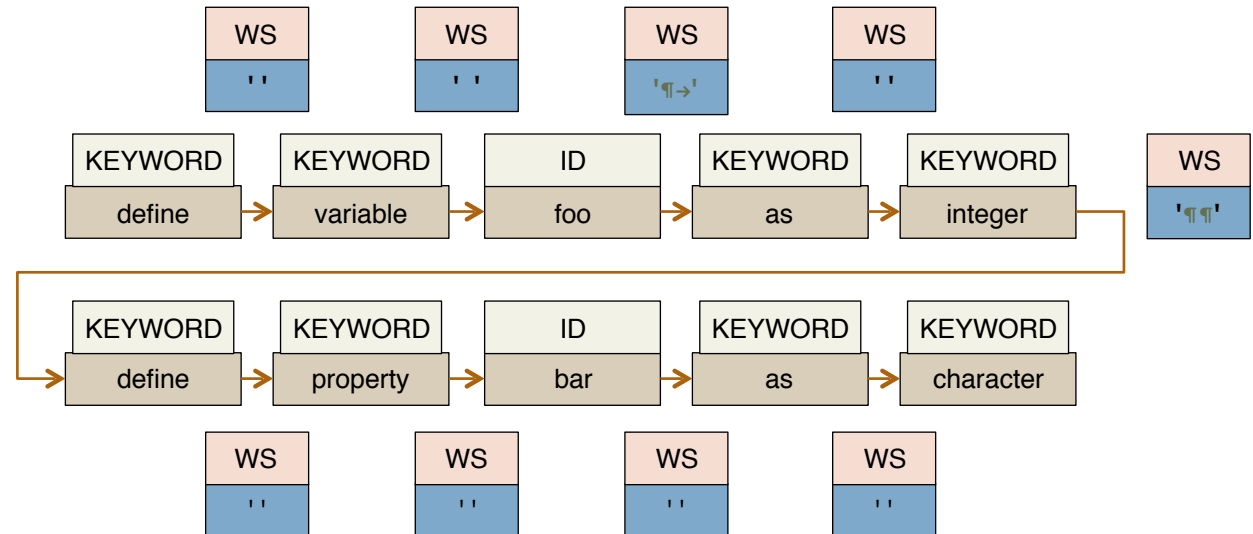 WS WS WS WS
' ' ' ' '¶→' ' '
KEYWORD KEYWORD ID KEYWORD KEYWORD WS
define variable foo as integer '¶¶'
KEYWORD KEYWORD ID KEYWORD KEYWORD
define property bar as character
WS WS WS WS
' ' ' ' ' ' ' '